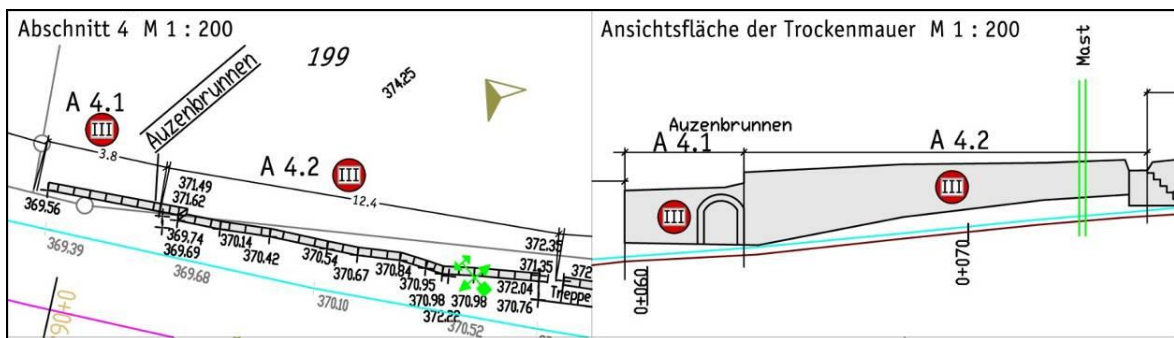 Abschnitt 4 M 1 : 200
199
374.25
Auzenbrunnen
A 4.1
III
3.8
A 4.2
III
12.4
371.49
371.62
369.56
369.74
369.69
369.39
369.68
370.14
370.42
370.54
370.67
370.84
370.95
370.98
372.22
370.98
372.35
371.35
372.04
370.76
372
Treppe
370.10
370.52
0+060
Ansichtsfläche der Trockenmauer M 1 : 200
Mast
Auzenbrunnen
A 4.1
A 4.2
III
III
0+060
0+070